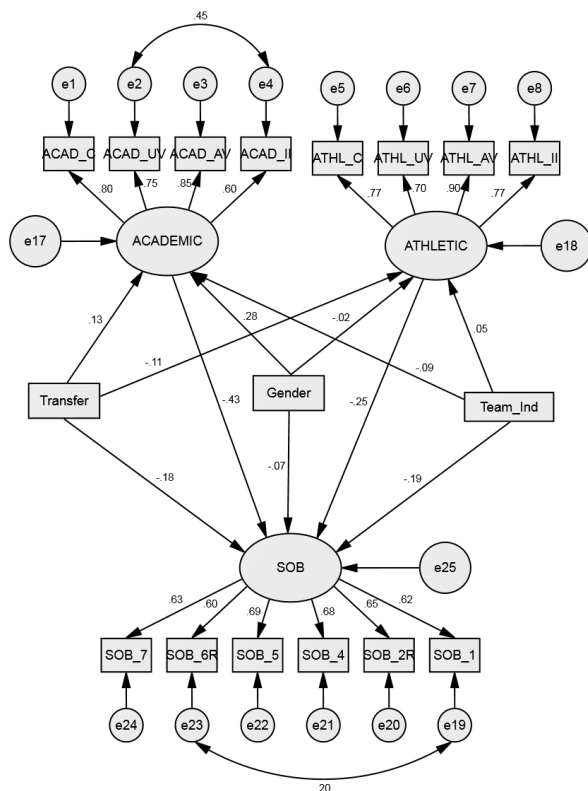 .45
e1 e2 e3 e4 e5 e6 e7 e8
ACAD_C ACAD_UV ACAD_AV ACAD_II ATHL_C ATHL_UV ATHL_AV ATHL_II
.80 .75 .85 .60 .77 .70 .90 .77
e17 ACADEMIC ATHLETIC e18
.13 -.11 .28 -.02 -.09 .05
Transfer Gender Team_Ind
-.43 -.25
-.18 -.07 -.19
SOB e25
.63 .60 .69 .68 .65 .62
SOB_7 SOB_6R SOB_5 SOB_4 SOB_2R SOB_1
e24 e23 e22 e21 e20 e19
.20